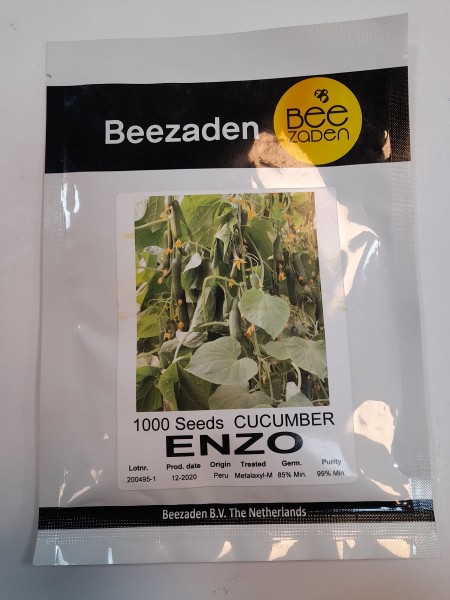 Beezaden
Bee
zaden
1000 Seeds CUCUMBER
ENZO
Lotnr. Prod. date Origin Treated Germ. Purity
200495-1 12-2020 Peru Metalaxyl-M 85% Min. 99% Min
Beezaden B.V. The Netherlands